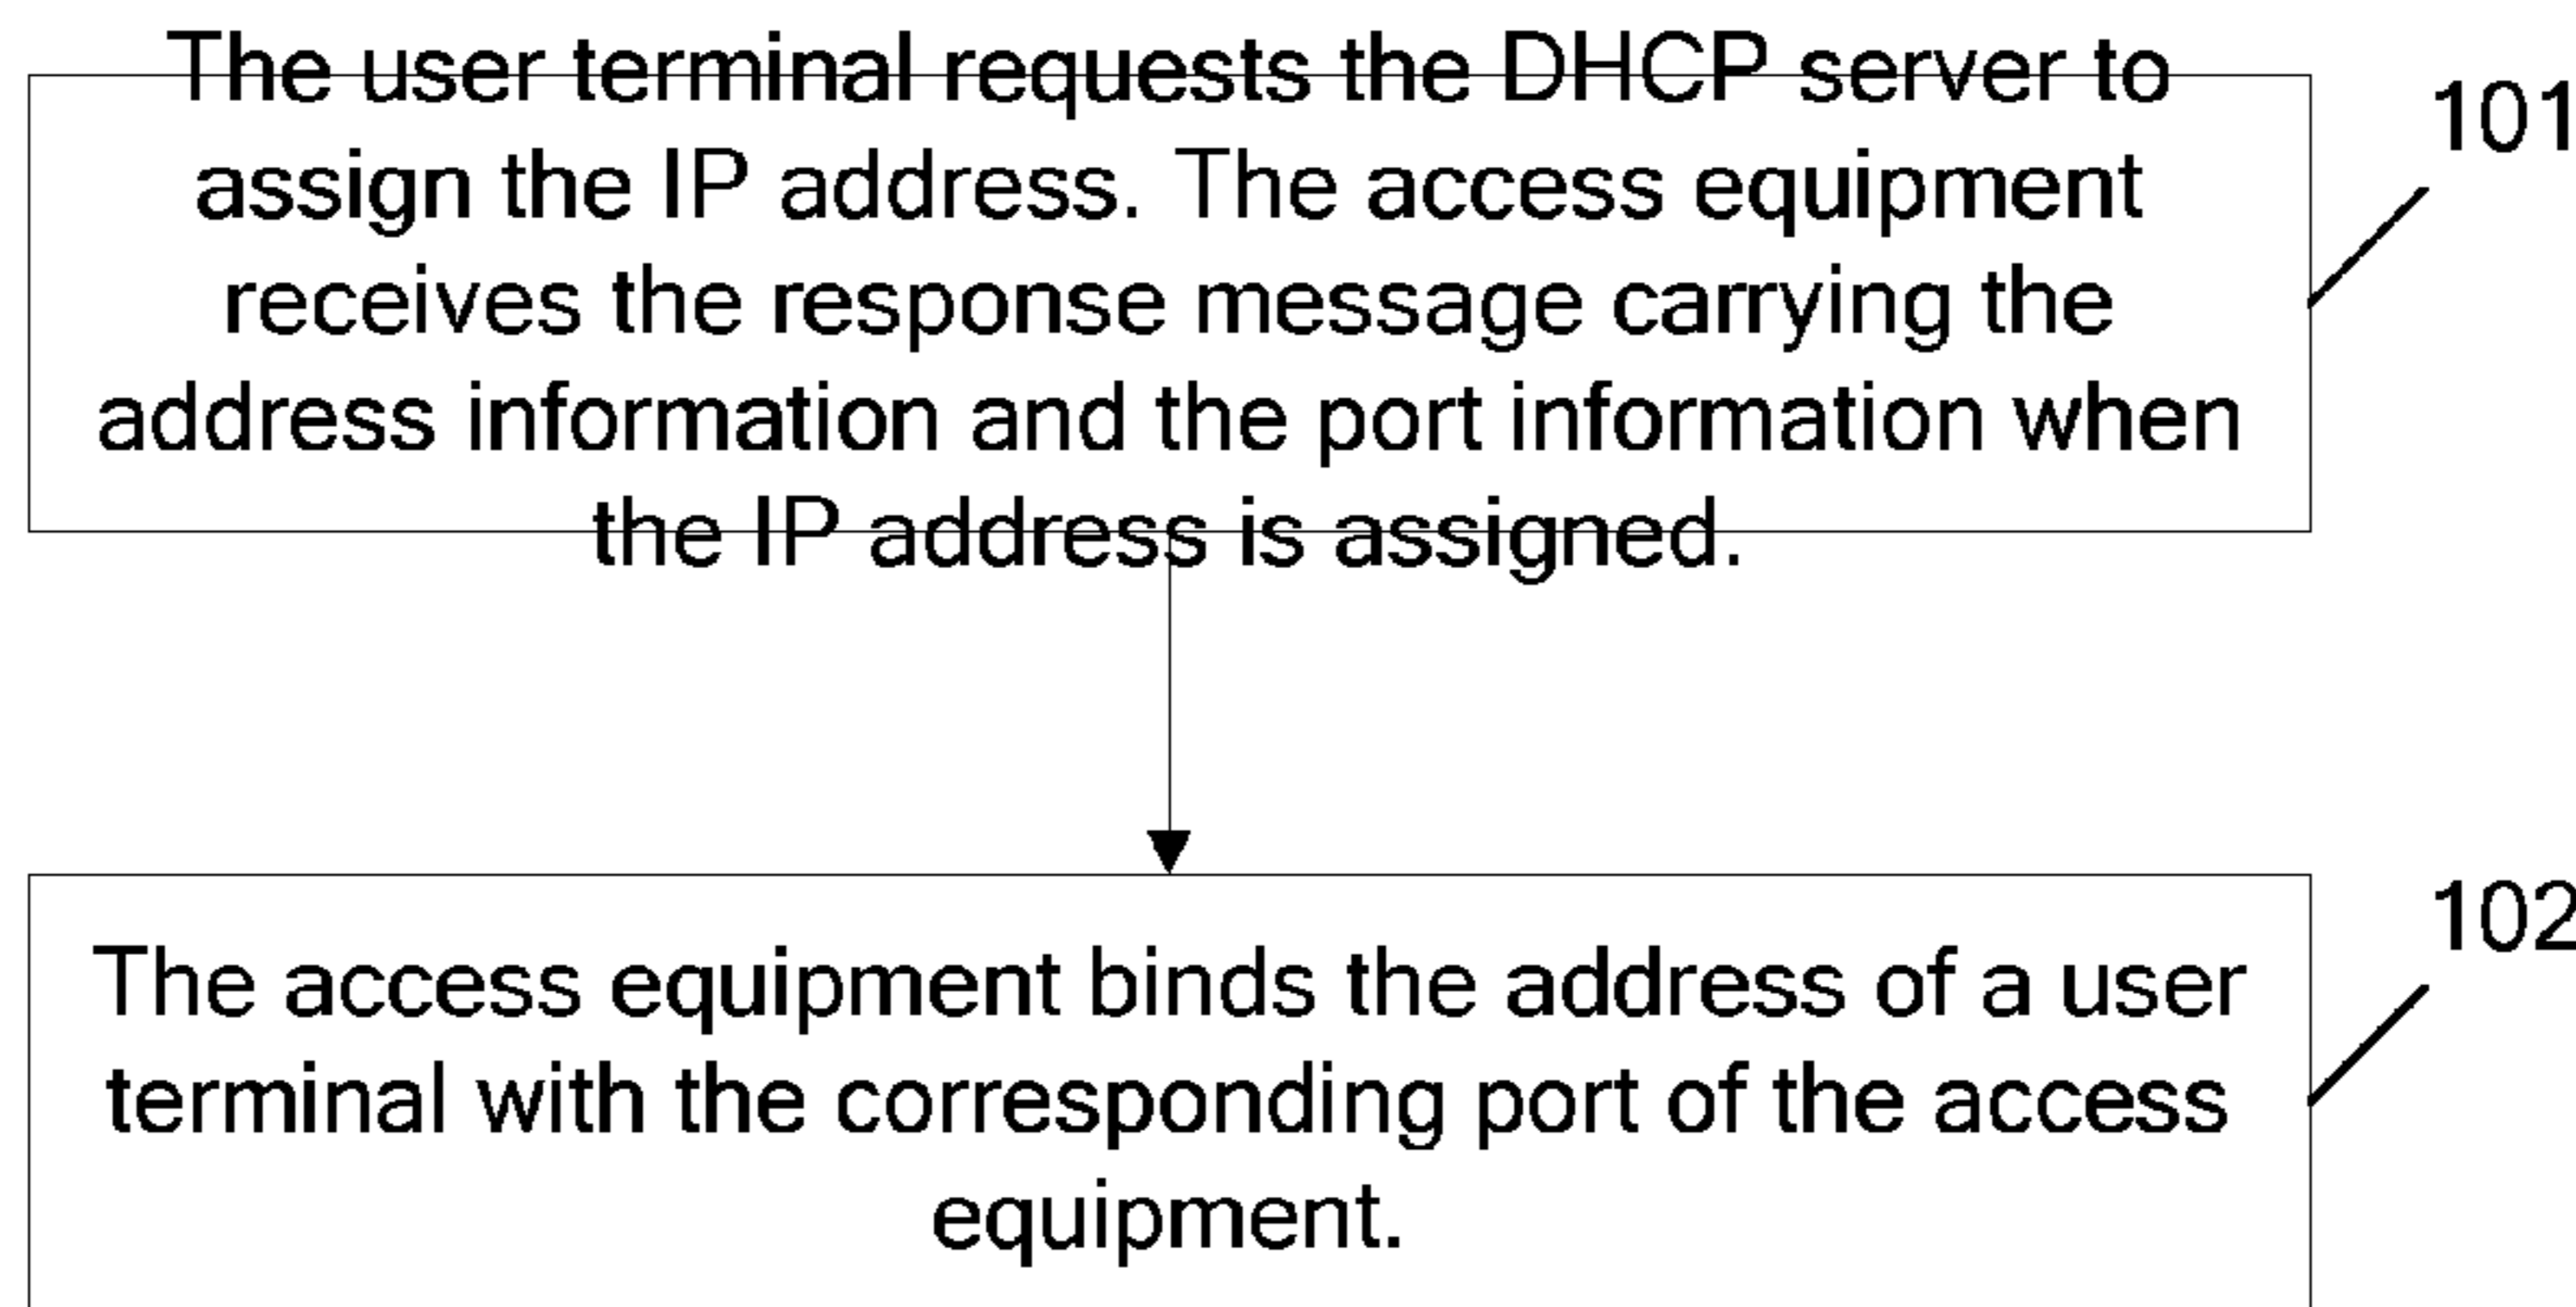 The user terminal requests the DHCP server to
assign the IP address. The access equipment
receives the response message carrying the
address information and the port information when
the IP address is assigned.
101
The access equipment binds the address of a user
terminal with the corresponding port of the access
equipment.
102